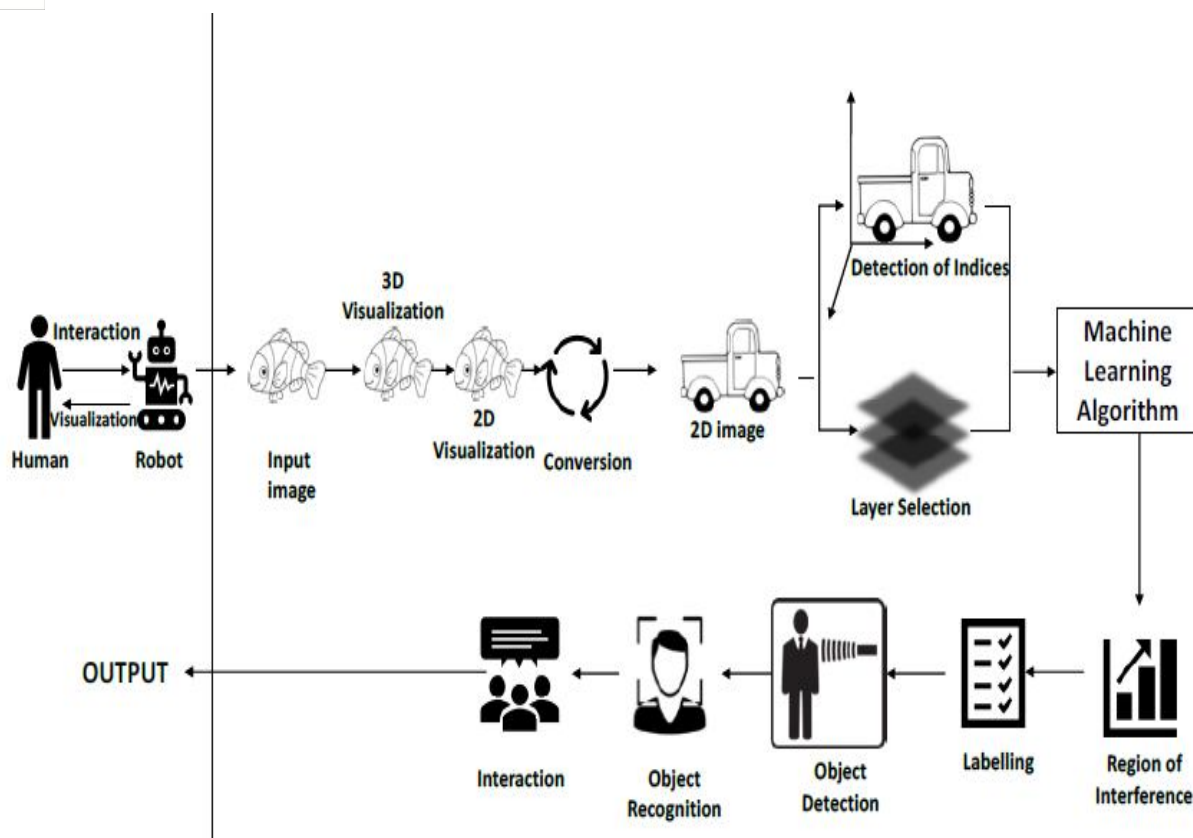 Interaction
Visualization
Human
Robot
Input
image
3D
Visualization
2D
Visualization
Conversion
2D image
Detection of Indices
Layer Selection
Machine
Learning
Algorithm
OUTPUT
Interaction
Object
Recognition
Object
Detection
Labelling
Region of
Interference